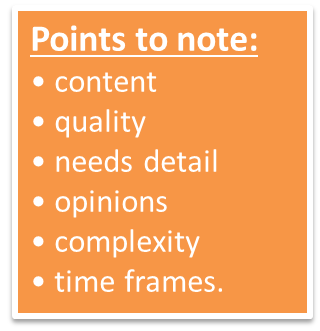 Points to note:
• content
• quality
• needs detail
• opinions
• complexity
• time frames.